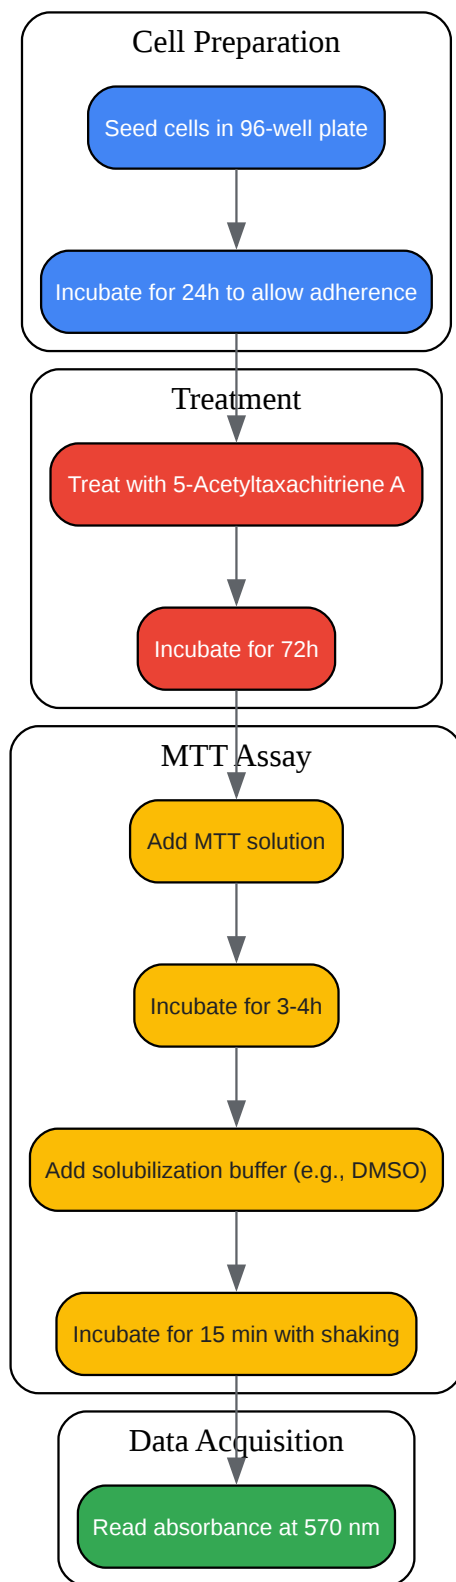 Cell Preparation
Seed cells in 96-well plate
Incubate for 24h to allow adherence
Treatment
Treat with 5-Acetyltaxachitriene A
Incubate for 72h
MTT Assay
Add MTT solution
Incubate for 3-4h
Add solubilization buffer (e.g., DMSO)
Incubate for 15 min with shaking
Data Acquisition
Read absorbance at 570 nm